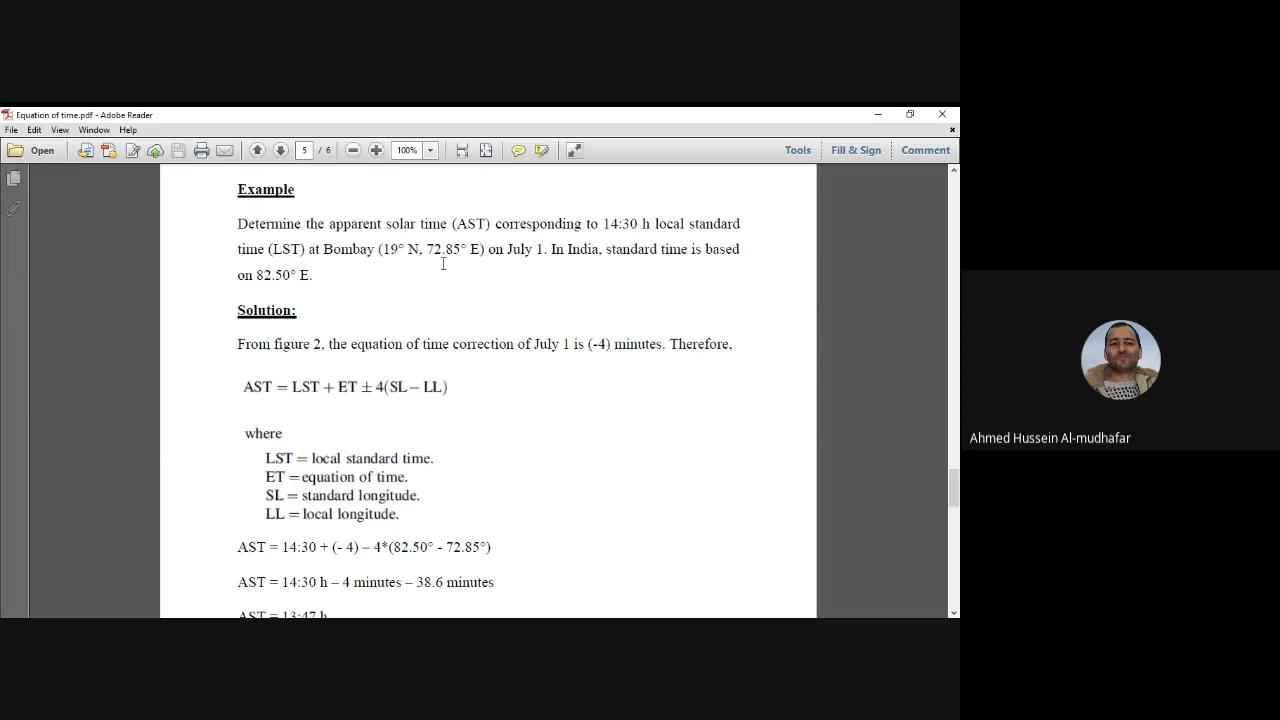 Equation of time.pdf - Adobe Reader
File Edit View Window Help
Open 5 / 6 100% Tools Fill & Sign Comment
Example
Determine the apparent solar time (AST) corresponding to 14:30 h local standard
time (LST) at Bombay (19° N, 72.85° E) on July 1. In India, standard time is based
on 82.50° E.
Solution:
From figure 2, the equation of time correction of July 1 is (-4) minutes. Therefore,
AST = LST + ET ± 4(SL – LL)
where
LST = local standard time.
ET = equation of time.
SL = standard longitude.
LL = local longitude.
AST = 14:30 + (- 4) – 4*(82.50° - 72.85°)
AST = 14:30 h – 4 minutes – 38.6 minutes
AST = 13:47 h
Ahmed Hussein Al-mudhafar